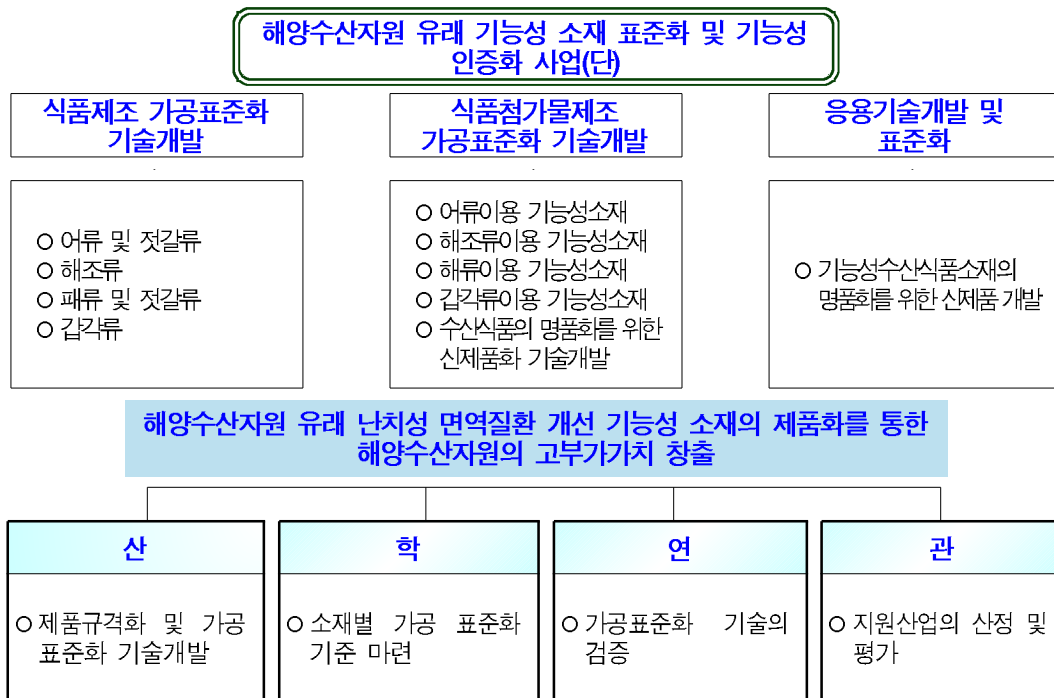 해양수산자원 유래 기능성 소재 표준화 및 기능성
인증화 사업(단)
식품제조 가공표준화
기술개발
식품첨가물제조
가공표준화 기술개발
응용기술개발 및
표준화
○ 어류 및 젓갈류
○ 해조류
○ 패류 및 젓갈류
○ 갑각류
○ 어류이용 기능성소재
○ 해조류이용 기능성소재
○ 해류이용 기능성소재
○ 갑각류이용 기능성소재
○ 수산식품의 명품화를 위한
신제품화 기술개발
○ 기능성수산식품소재의
명품화를 위한 신제품 개발
해양수산자원 유래 난치성 면역질환 개선 기능성 소재의 제품화를 통한
해양수산자원의 고부가가치 창출
산
○ 제품규격화 및 가공
표준화 기술개발
학
○ 소재별 가공 표준화
기준 마련
연
○ 가공표준화 기술의
검증
관
○ 지원산업의 산정 및
평가